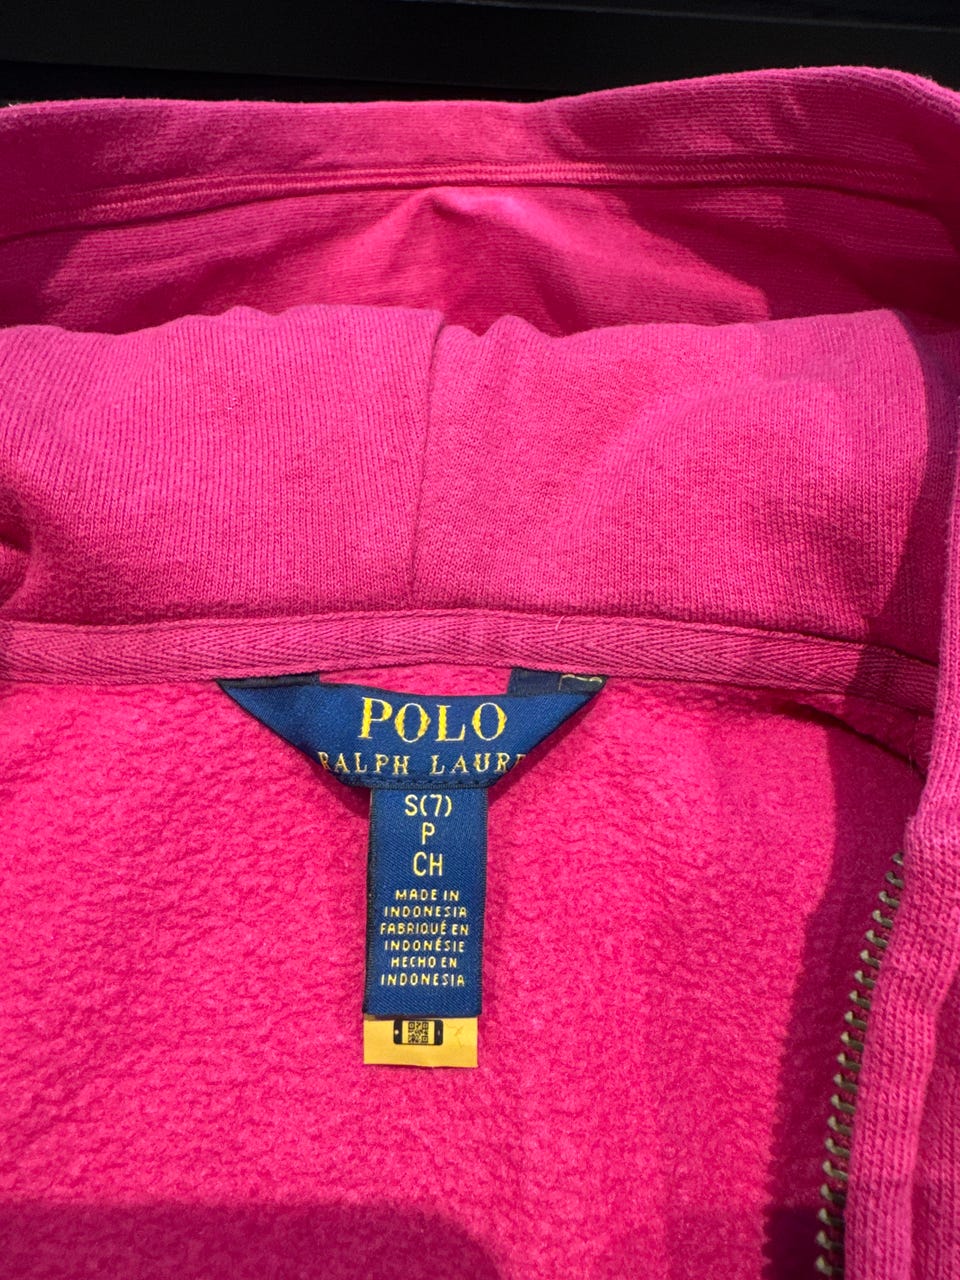 POLO
RALPH LAUR
S(7)
P
CH
MADE IN
INDONESIA
FABRIQUÉ EN
INDONÉSIE
HECHO EN
INDONESIA